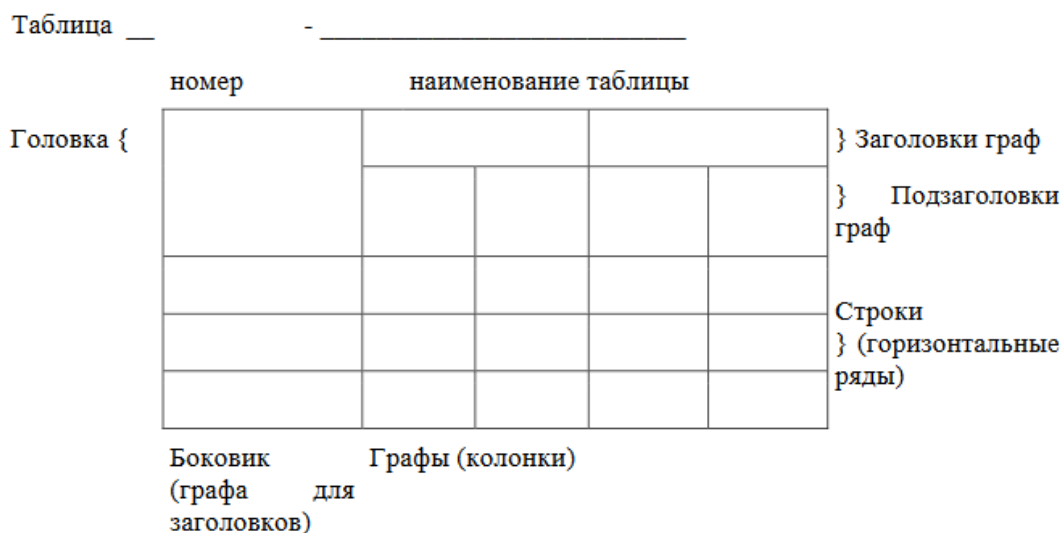 Таблица __ - __________________________
номер наименование таблицы
Головка { } Заголовки граф
} Подзаголовки
граф
Строки
} (горизонтальные
ряды)
Боковик Графы (колонки)
(графа для
заголовков)